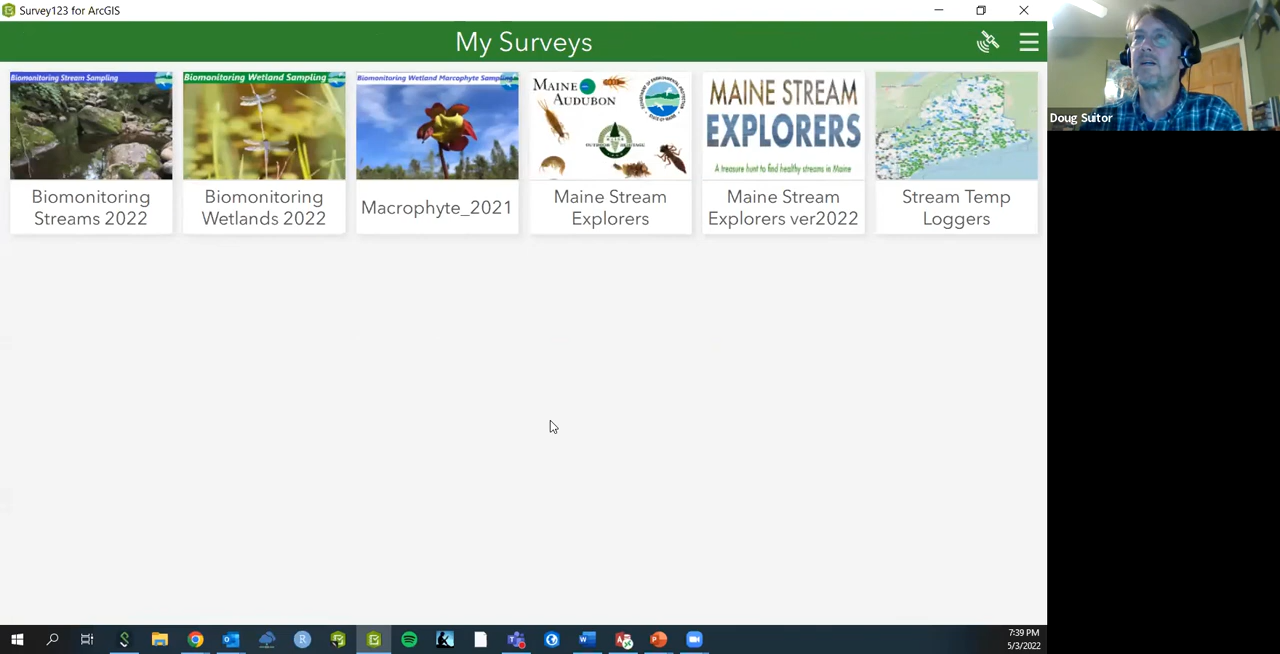 Survey123 for ArcGIS
My Surveys
Doug Suitor
Biomonitoring Stream Sampling
Biomonitoring Wetland Sampling
Biomonitoring Wetland Macrophyte Sampling
MAINE
AUDUBON
MAINE STREAM
EXPLORERS
A treasure hunt to find healthy streams in Maine
Biomonitoring
Streams 2022
Biomonitoring
Wetlands 2022
Macrophyte_2021
Maine Stream
Explorers
Maine Stream
Explorers ver2022
Stream Temp
Loggers
7:39 PM
5/3/2022